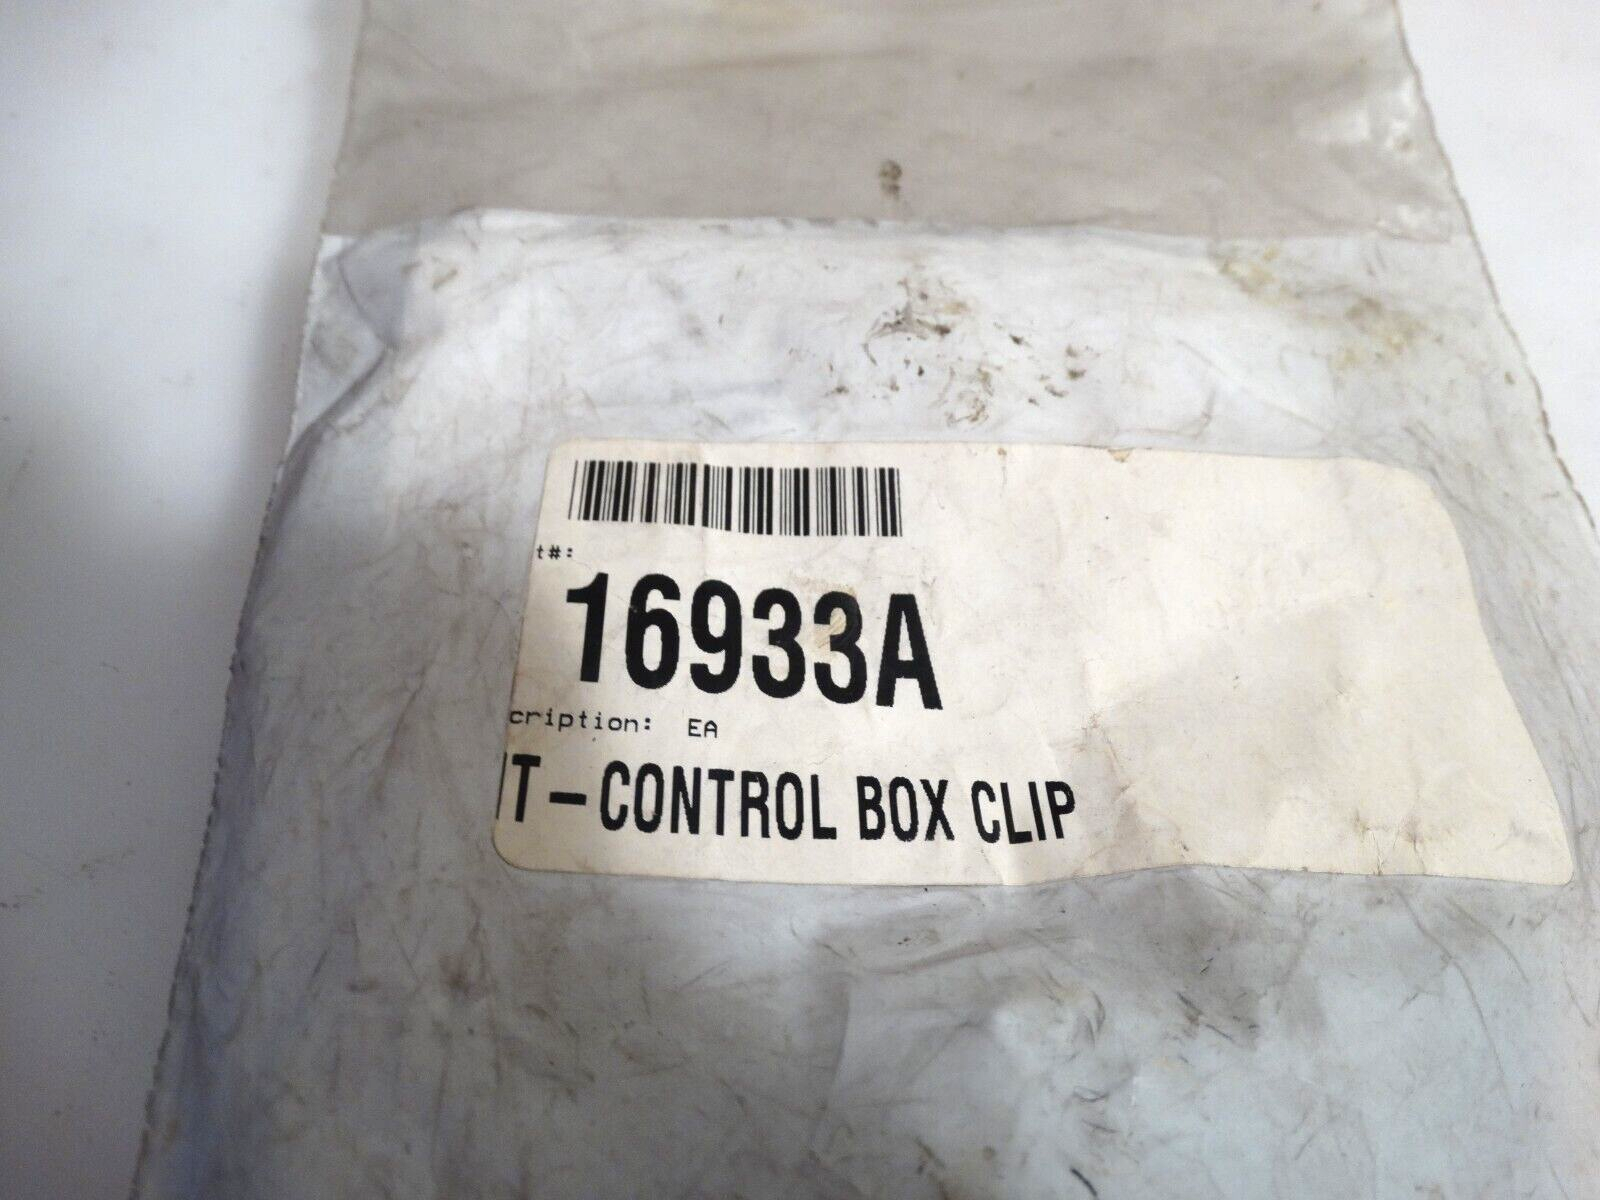 t#:
16933A
cription: EA
IT-CONTROL BOX CLIP